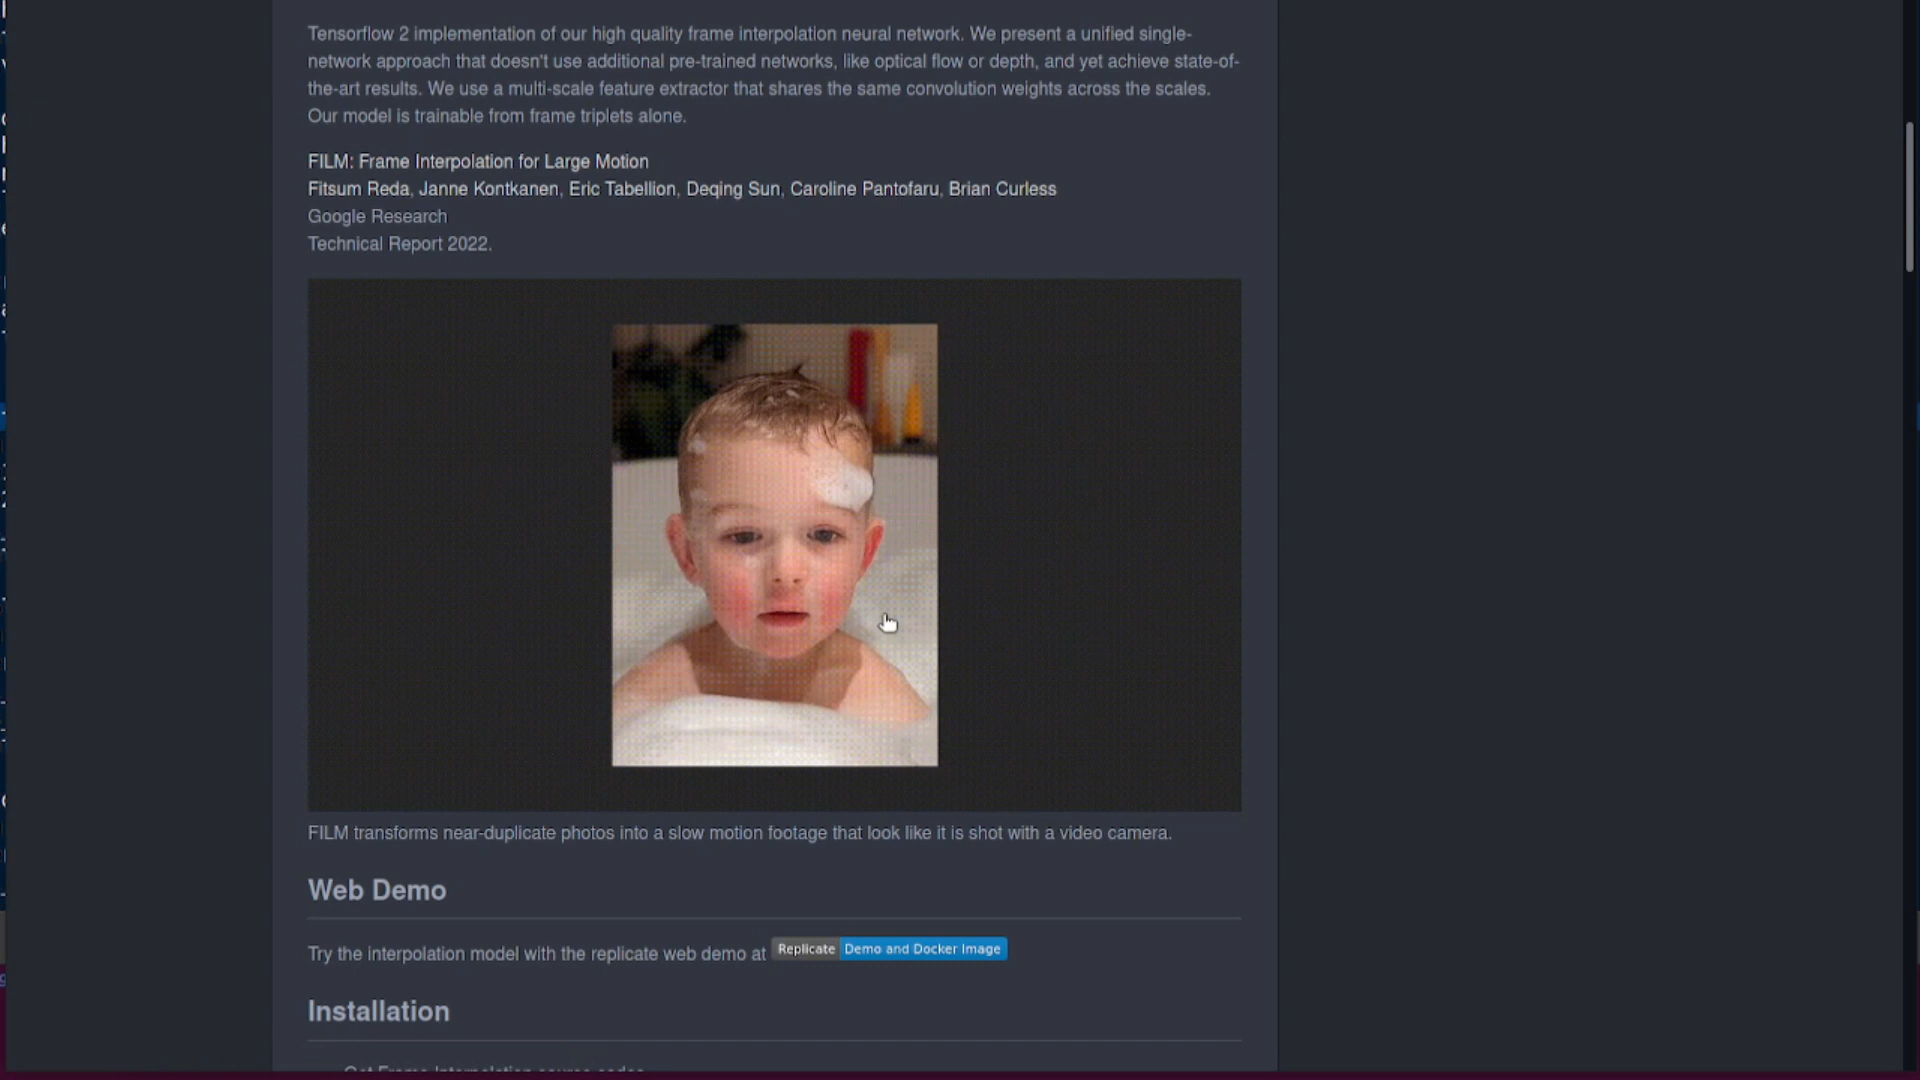 Tensorflow 2 implementation of our high quality frame interpolation neural network. We present a unified single-
network approach that doesn't use additional pre-trained networks, like optical flow or depth, and yet achieve state-of-
the-art results. We use a multi-scale feature extractor that shares the same convolution weights across the scales.
Our model is trainable from frame triplets alone.
FILM: Frame Interpolation for Large Motion
Fitsum Reda, Janne Kontkanen, Eric Tabellion, Deqing Sun, Caroline Pantofaru, Brian Curless
Google Research
Technical Report 2022.
FILM transforms near-duplicate photos into a slow motion footage that look like it is shot with a video camera.
Web Demo
Try the interpolation model with the replicate web demo at Replicate Demo and Docker Image
Installation
Get Frame Interpolation source codes